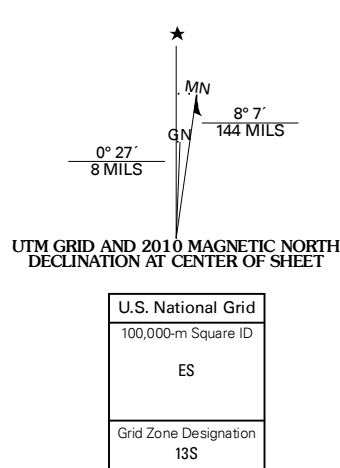 ★
MN
8° 7´
144 MILS
GN
0° 27´
8 MILS
UTM GRID AND 2010 MAGNETIC NORTH
DECLINATION AT CENTER OF SHEET
U.S. National Grid
100,000-m Square ID
ES
Grid Zone Designation
13S